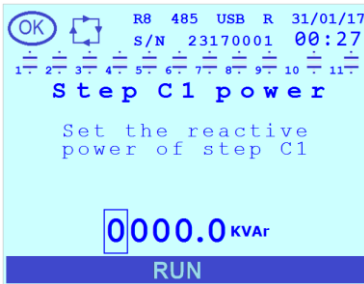 OK R8 485 USB R 31/01/17
S/N 23170001 00:27
1 2 3 4 5 6 7 8 9 10 11
Step C1 power
Set the reactive
power of step C1
0000.0 KVAr
RUN